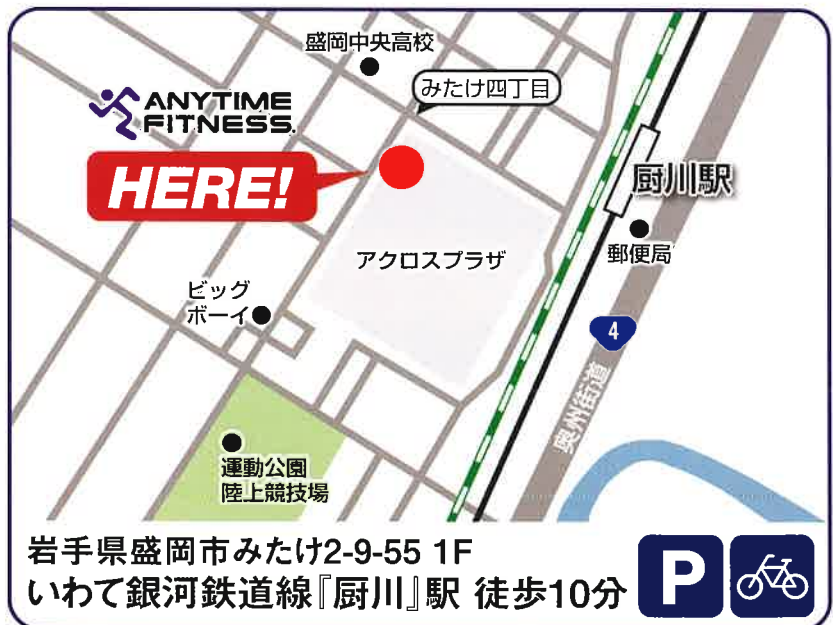 盛岡中央高校
みたけ四丁目
ANYTIME
FITNESS.
HERE!
厨川駅
郵便局
アクロスプラザ
ビッグ
ボーイ
4
奥州街道
運動公園
陸上競技場
岩手県盛岡市みたけ2-9-55 1F
いわて銀河鉄道線『厨川』駅 徒歩10分
P